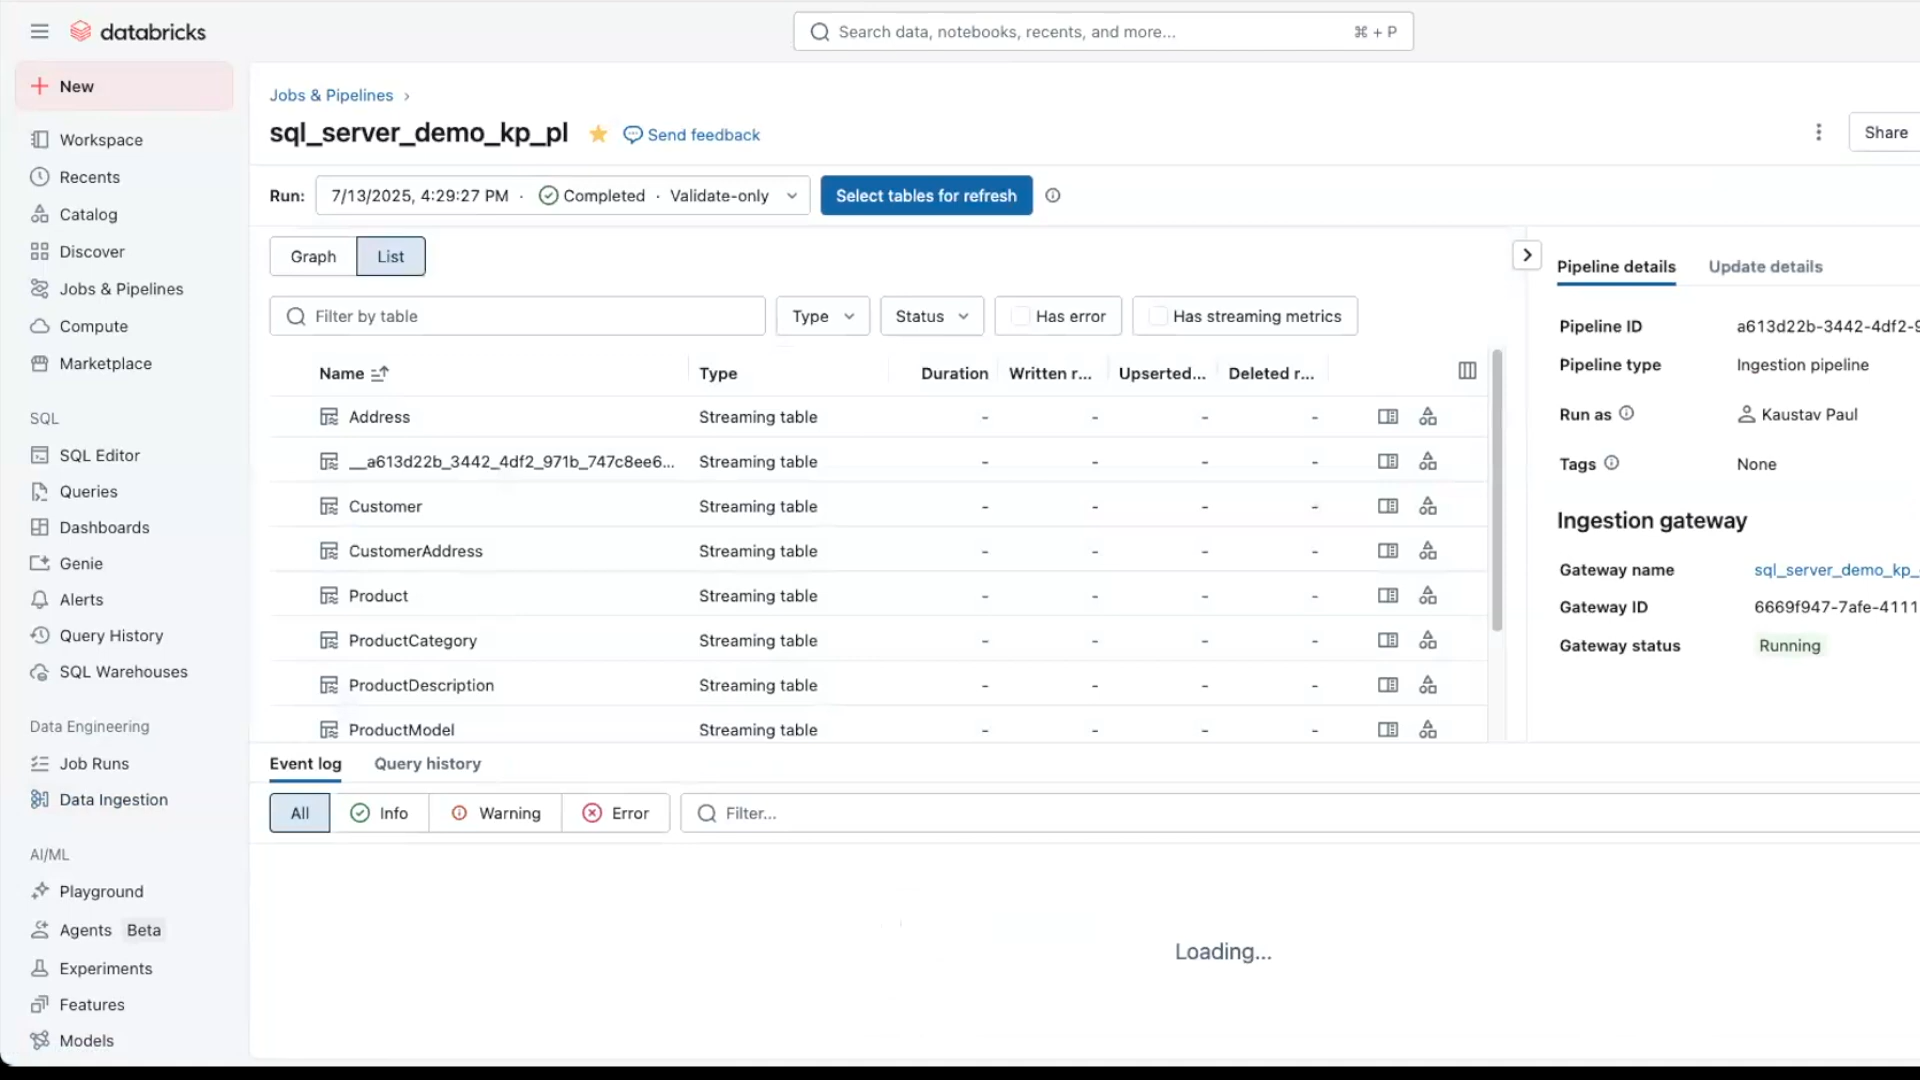 databricks
Search data, notebooks, recents, and more...
⌘ + P
New
Workspace
Recents
Catalog
Discover
Jobs & Pipelines
Compute
Marketplace
SQL
SQL Editor
Queries
Dashboards
Genie
Alerts
Query History
SQL Warehouses
Data Engineering
Job Runs
Data Ingestion
AI/ML
Playground
Agents Beta
Experiments
Features
Models
Jobs & Pipelines ›
sql_server_demo_kp_pl
Send feedback
Share
Run: 7/13/2025, 4:29:27 PM · Completed · Validate-only
Select tables for refresh
Graph List
Filter by table
Type
Status
Has error
Has streaming metrics
Name Type Duration Written r... Upserted... Deleted r...
Address Streaming table - - - -
__a613d22b_3442_4df2_971b_747c8ee6... Streaming table - - - -
Customer Streaming table - - - -
CustomerAddress Streaming table - - - -
Product Streaming table - - - -
ProductCategory Streaming table - - - -
ProductDescription Streaming table - - - -
ProductModel Streaming table - - - -
Pipeline details Update details
Pipeline ID a613d22b-3442-4df2-9
Pipeline type Ingestion pipeline
Run as Kaustav Paul
Tags None
Ingestion gateway
Gateway name sql_server_demo_kp_
Gateway ID 6669f947-7afe-4111
Gateway status Running
Event log Query history
All Info Warning Error
Filter...
Loading...